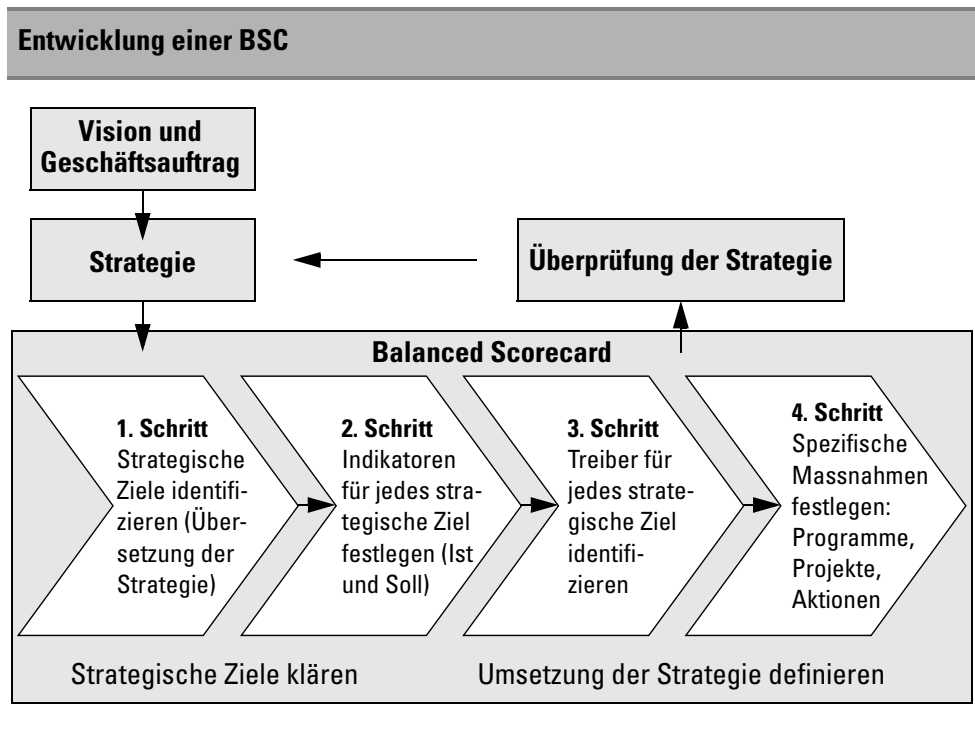 Entwicklung einer BSC
Vision und
Geschäftsauftrag
Strategie
Überprüfung der Strategie
Balanced Scorecard
1. Schritt
Strategische
Ziele identifi-
zieren (Über-
setzung der
Strategie)
2. Schritt
Indikatoren
für jedes stra-
tegische Ziel
festlegen (Ist
und Soll)
3. Schritt
Treiber für
jedes strate-
gische Ziel
identifi-
zieren
4. Schritt
Spezifische
Massnahmen
festlegen:
Programme,
Projekte,
Aktionen
Strategische Ziele klären
Umsetzung der Strategie definieren